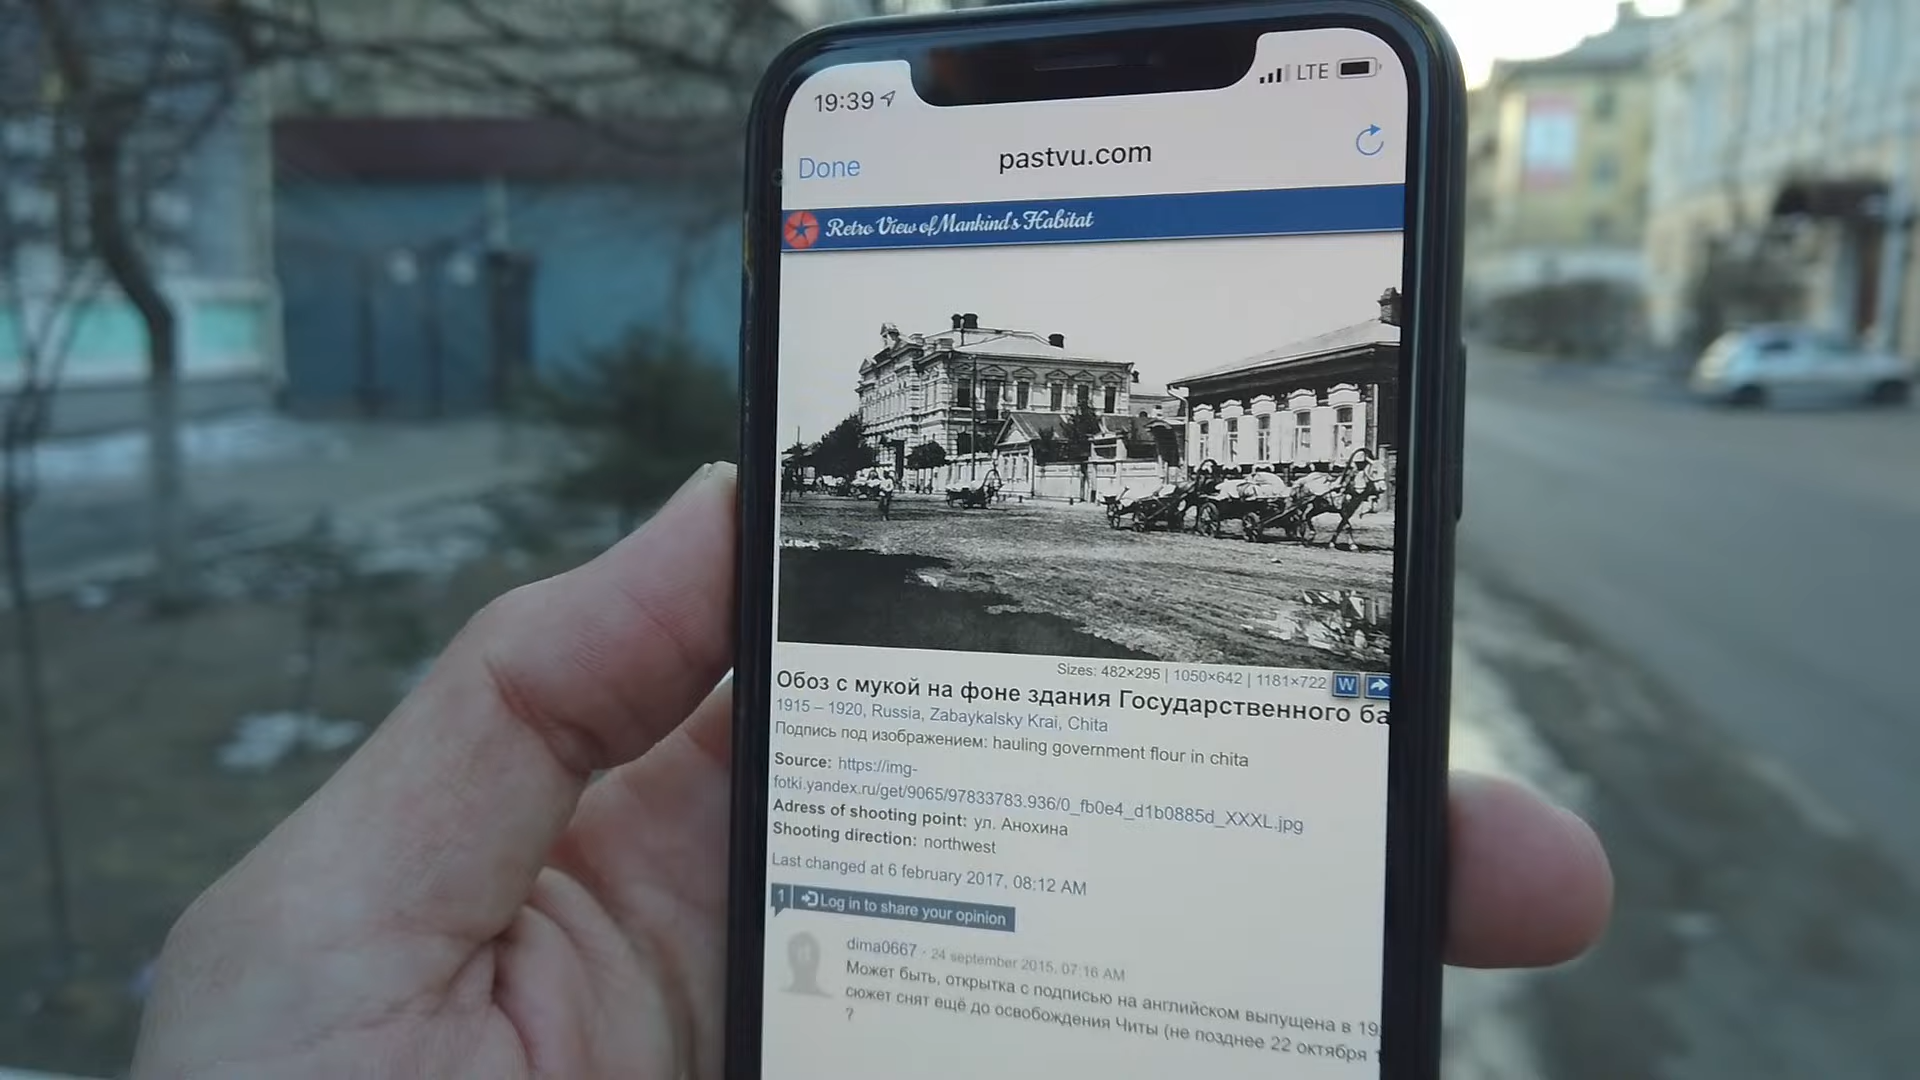 19:39
LTE
Done
pastvu.com
Retro View of Mankind's Habitat
Sizes: 482×295 | 1050×642 | 1181×722 W
Обоз с мукой на фоне здания Государственного ба
1915 – 1920, Russia, Zabaykalsky Krai, Chita
Подпись под изображением: hauling government flour in chita
Source: https://img-
fotki.yandex.ru/get/9065/97833783.936/0_fb0e4_d1b0885d_XXXL.jpg
Adress of shooting point: ул. Анохина
Shooting direction: northwest
Last changed at 6 february 2017, 08:12 AM
1 Log in to share your opinion
dima0667 · 24 september 2015, 07:16 AM
Может быть, открытка с подписью на английском выпущена в 19
сюжет снят ещё до освобождения Читы (не позднее 22 октября 1
?